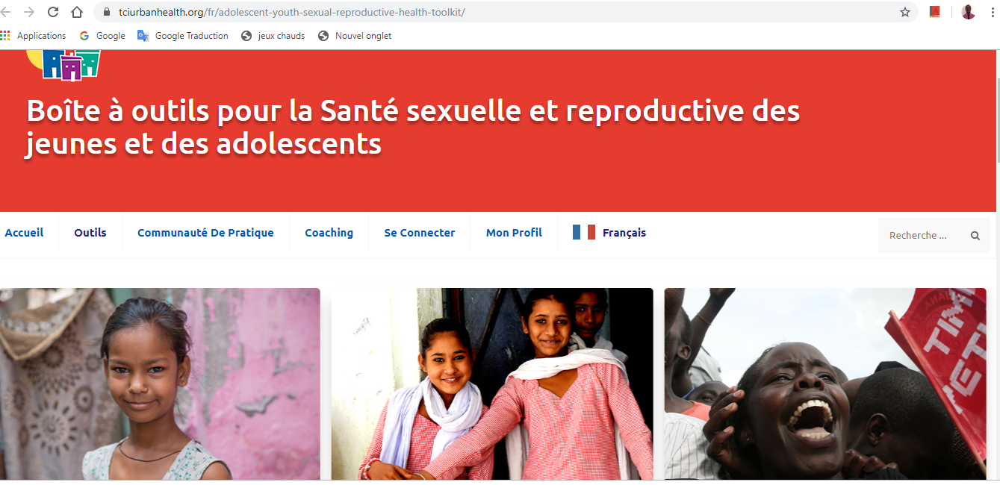 tciurbanhealth.org/fr/adolescent-youth-sexual-reproductive-health-toolkit/
Applications Google Google Traduction jeux chauds Nouvel onglet
Boîte à outils pour la Santé sexuelle et reproductive des
jeunes et des adolescents
Accueil Outils Communauté De Pratique Coaching Se Connecter Mon Profil Français Recherche ...